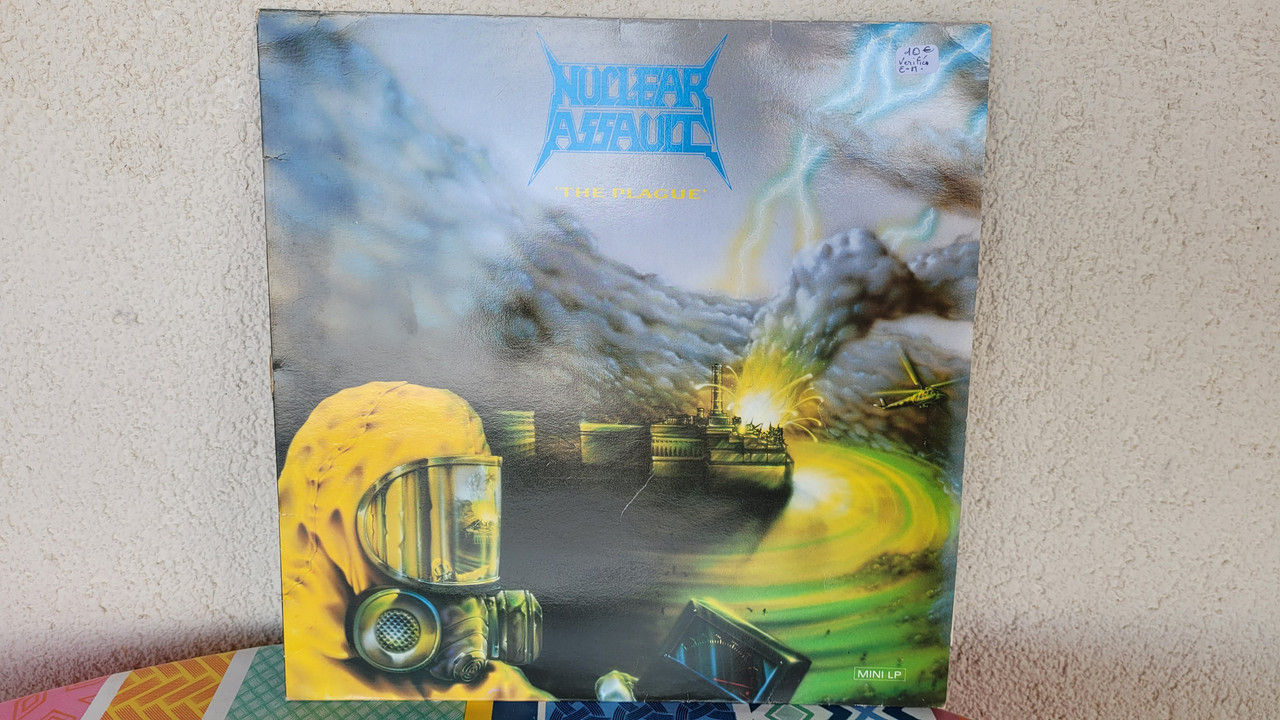 NUCLEAR
ASSAULT
'THE PLAGUE'
10€
MINI LP